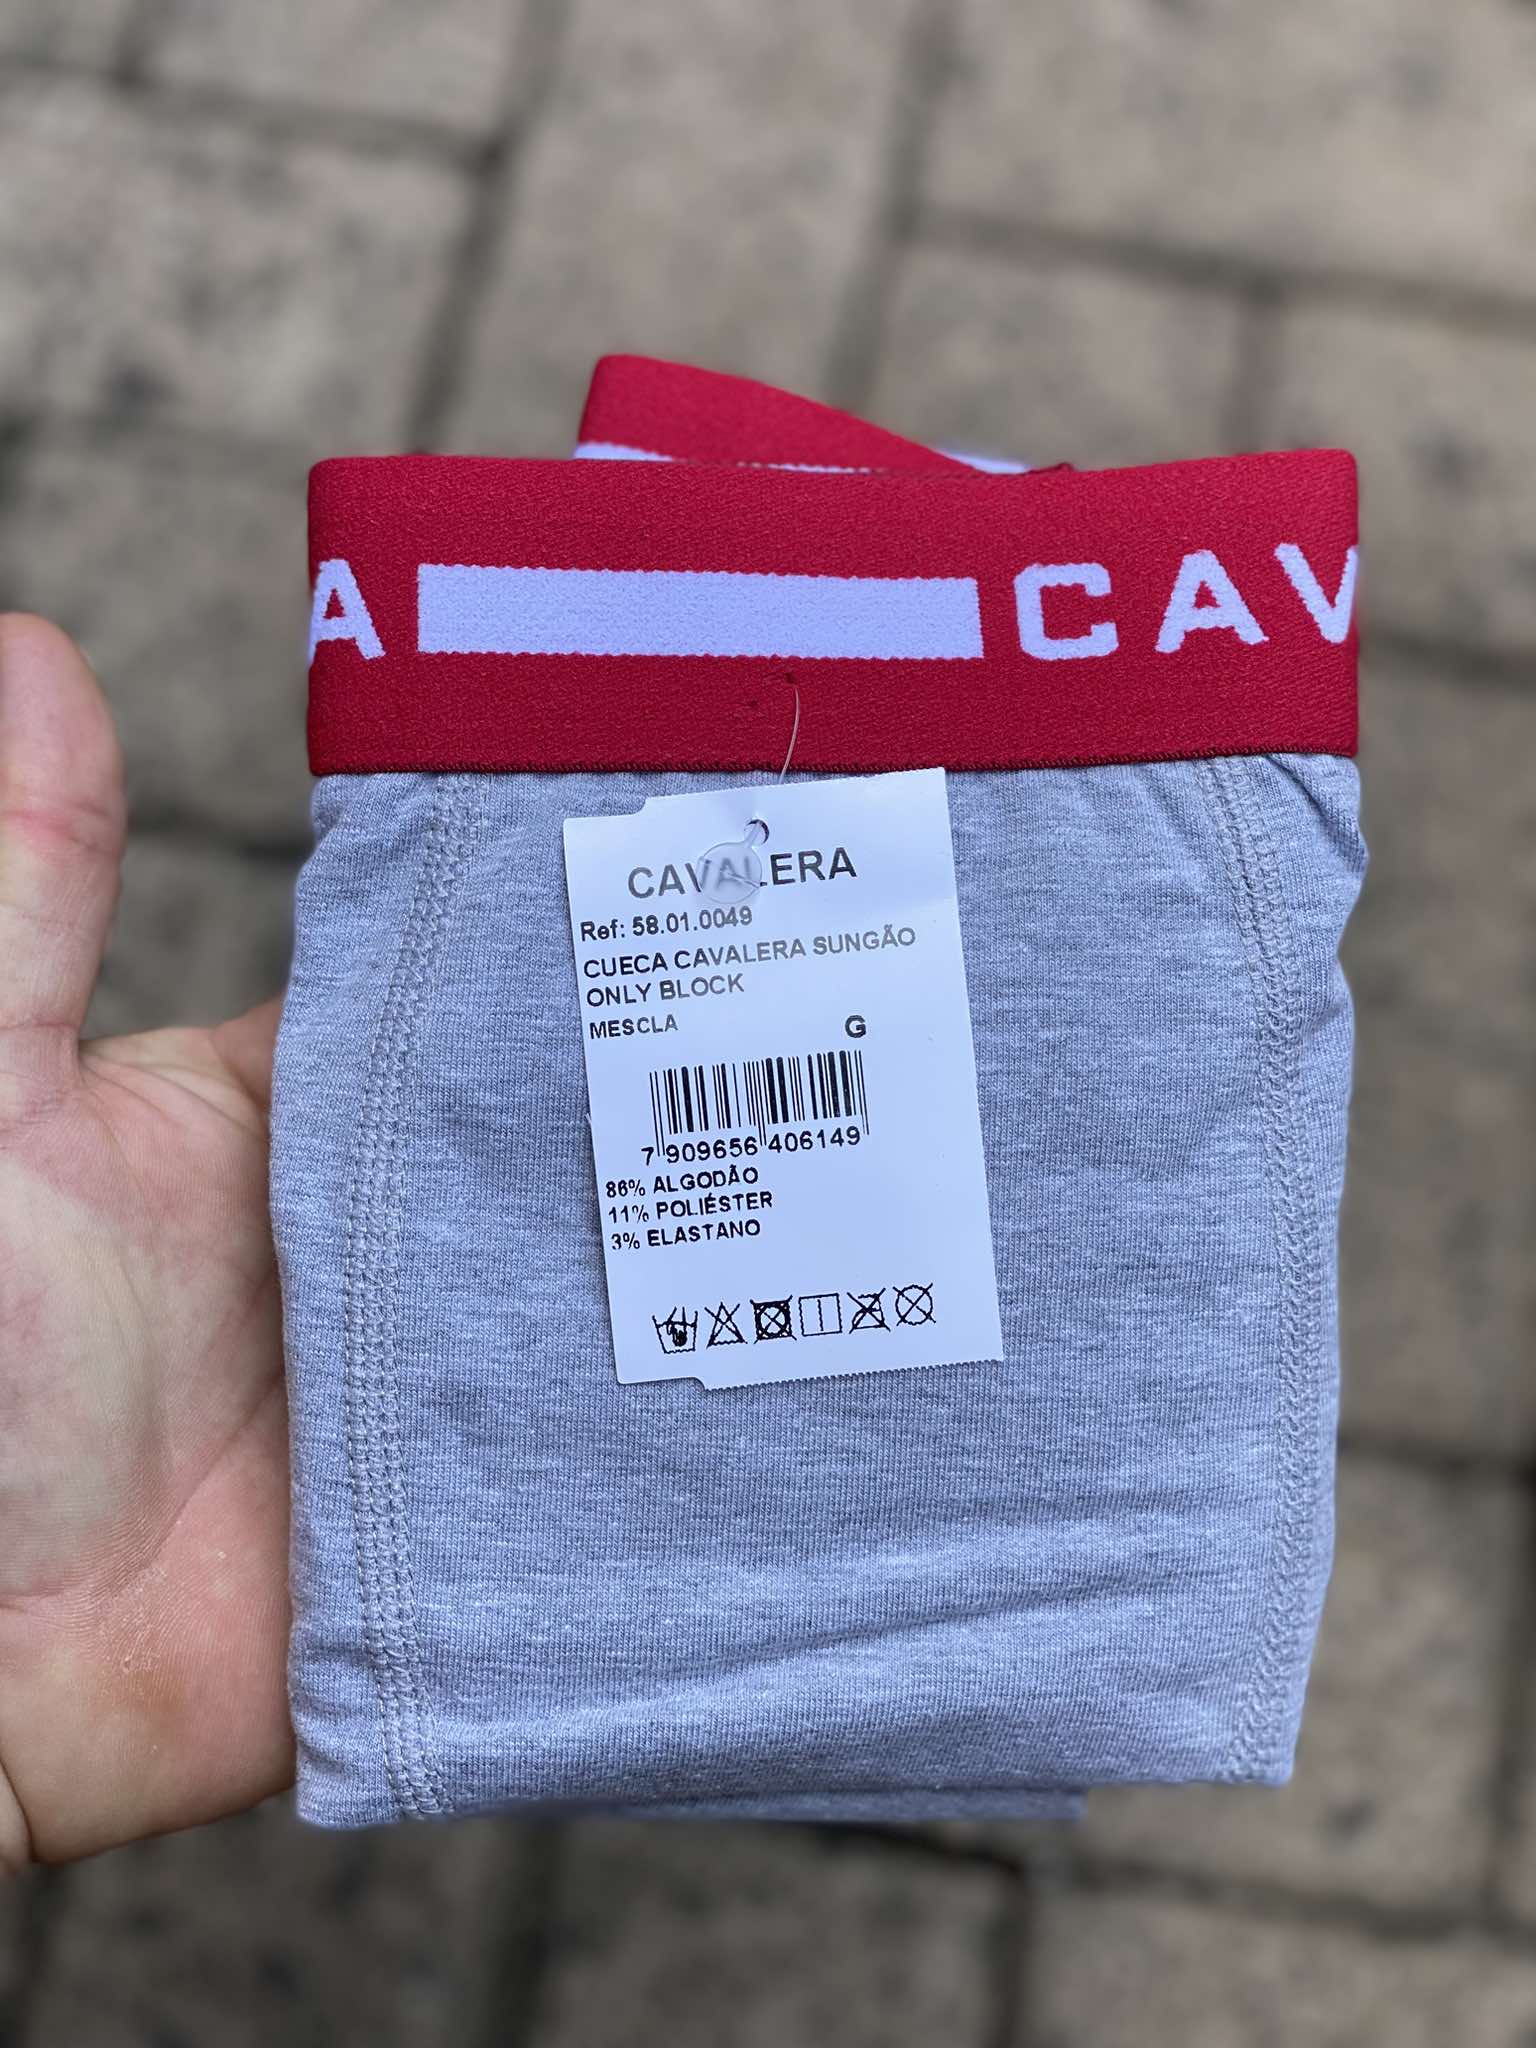 A CAV
CAVALERA
Ref: 58.01.0049
CUECA CAVALERA SUNGÃO
ONLY BLOCK
MESCLA G
7 909656 406149
86% ALGODÃO
11% POLIÉSTER
3% ELASTANO